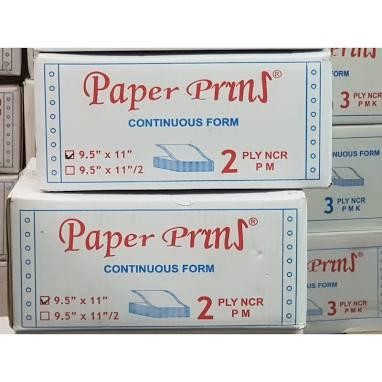 Paper Prins®
CONTINUOUS FORM
9.5" x 11"
9.5" x 11"/2
2 PLY NCR
P M
FORM
3 PLY NCR
P M K
3 PLY NCR
P M K
Paper Prins®
CONTINUOUS FORM
9.5" x 11"
9.5" x 11"/2
2 PLY NCR
P M
Prins®
FORM
3 PLY NCR
P M K